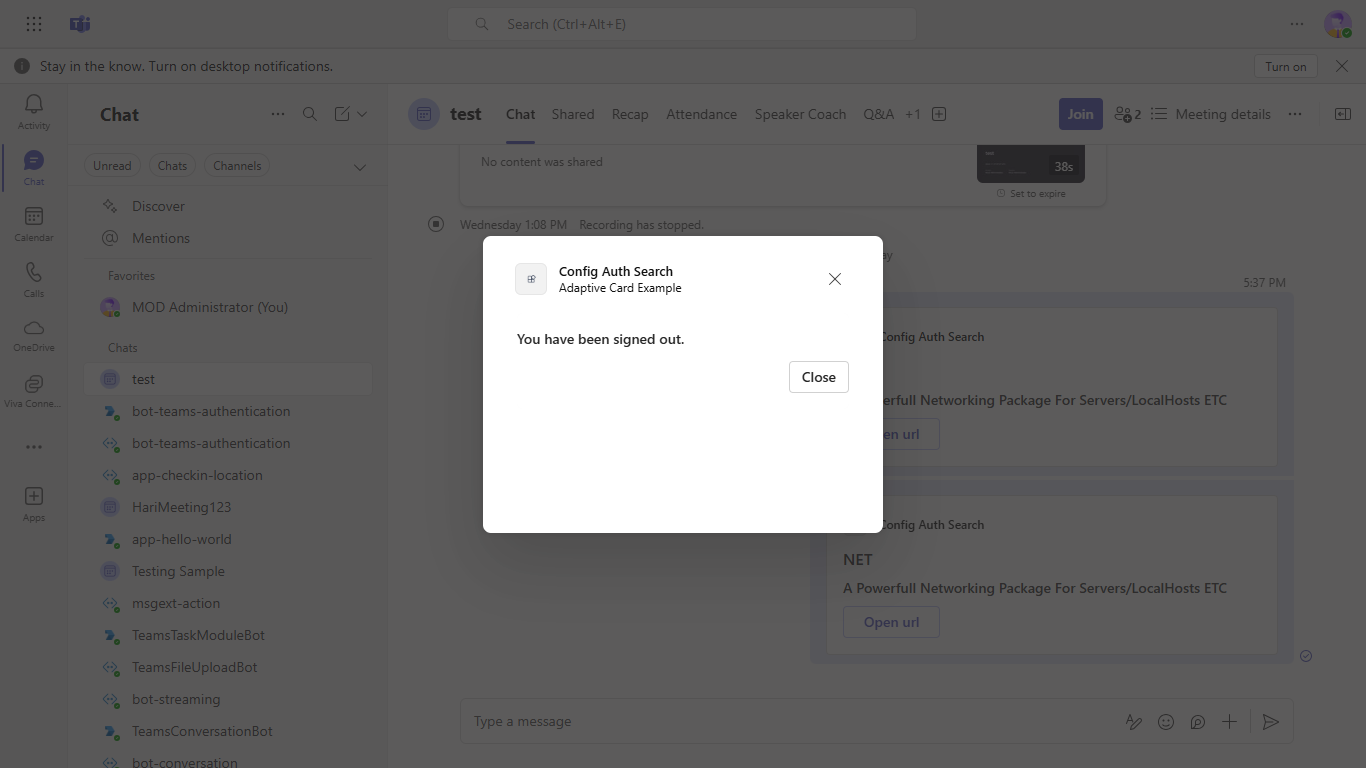 Search (Ctrl+Alt+E)
Stay in the know. Turn on desktop notifications.
Turn on
Activity
Chat
Calendar
Calls
OneDrive
Viva Conne...
Apps
Chat
Unread
Chats
Channels
Discover
Mentions
Favorites
MOD Administrator (You)
Chats
test
bot-teams-authentication
bot-teams-authentication
app-checkin-location
HariMeeting123
app-hello-world
Testing Sample
msgext-action
TeamsTaskModuleBot
TeamsFileUploadBot
bot-streaming
TeamsConversationBot
bot-conversation
test
Chat
Shared
Recap
Attendance
Speaker Coach
Q&A
+1
Join
2
Meeting details
No content was shared
38s
Set to expire
Wednesday 1:08 PM Recording has stopped.
5:37 PM
Config Auth Search
Networking Package For Servers/LocalHosts ETC
url
Config Auth Search
NET
A Powerfull Networking Package For Servers/LocalHosts ETC
Open url
Type a message
Config Auth Search
Adaptive Card Example
You have been signed out.
Close